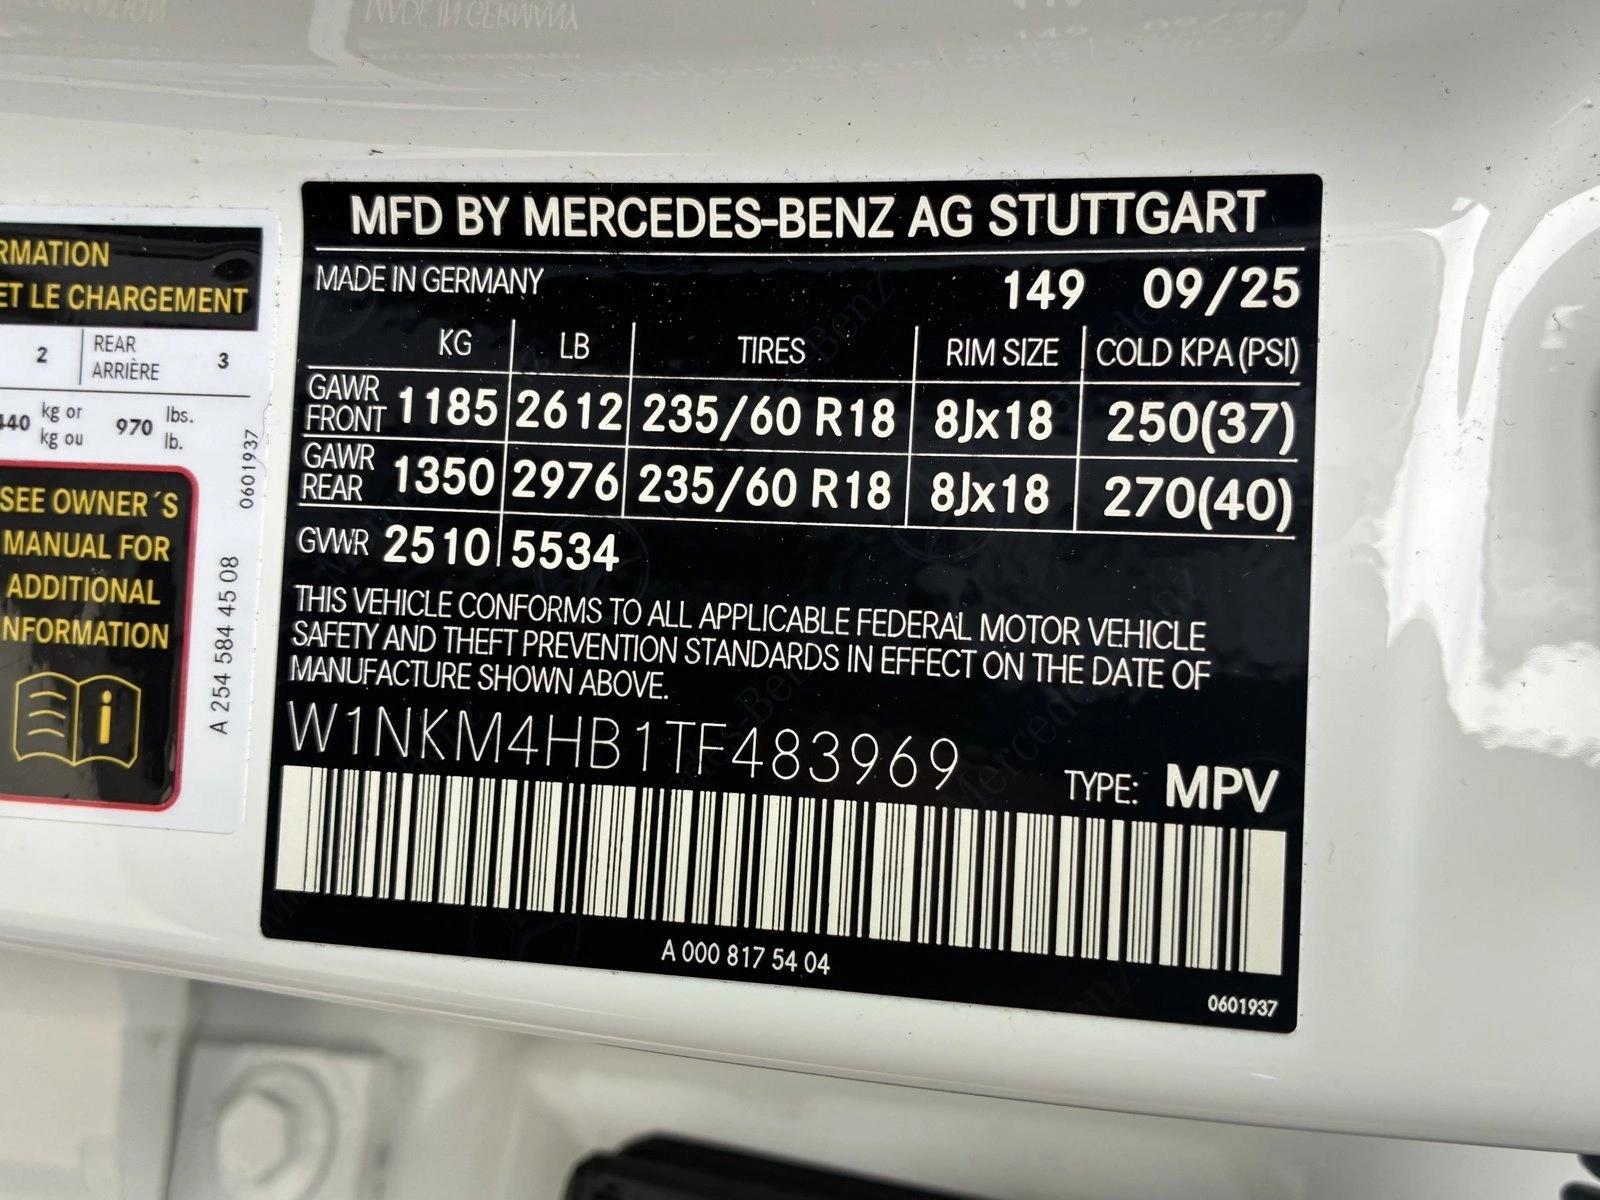 MFD BY MERCEDES-BENZ AG STUTTGART
MADE IN GERMANY 149 09/25
KG LB TIRES RIM SIZE COLD KPA (PSI)
GAWR FRONT 1185 2612 235/60 R18 8Jx18 250(37)
GAWR REAR 1350 2976 235/60 R18 8Jx18 270(40)
GVWR 2510 5534
THIS VEHICLE CONFORMS TO ALL APPLICABLE FEDERAL MOTOR VEHICLE
SAFETY AND THEFT PREVENTION STANDARDS IN EFFECT ON THE DATE OF
MANUFACTURE SHOWN ABOVE.
W1NKM4HB1TF483969
TYPE: MPV
A 000 817 54 04
0601937
RMATION
ET LE CHARGEMENT
2 REAR 3
ARRIÈRE
440 kg or 970 lbs.
kg ou lb.
SEE OWNER´S
MANUAL FOR
ADDITIONAL
NFORMATION
0601937
A 254 584 45 08